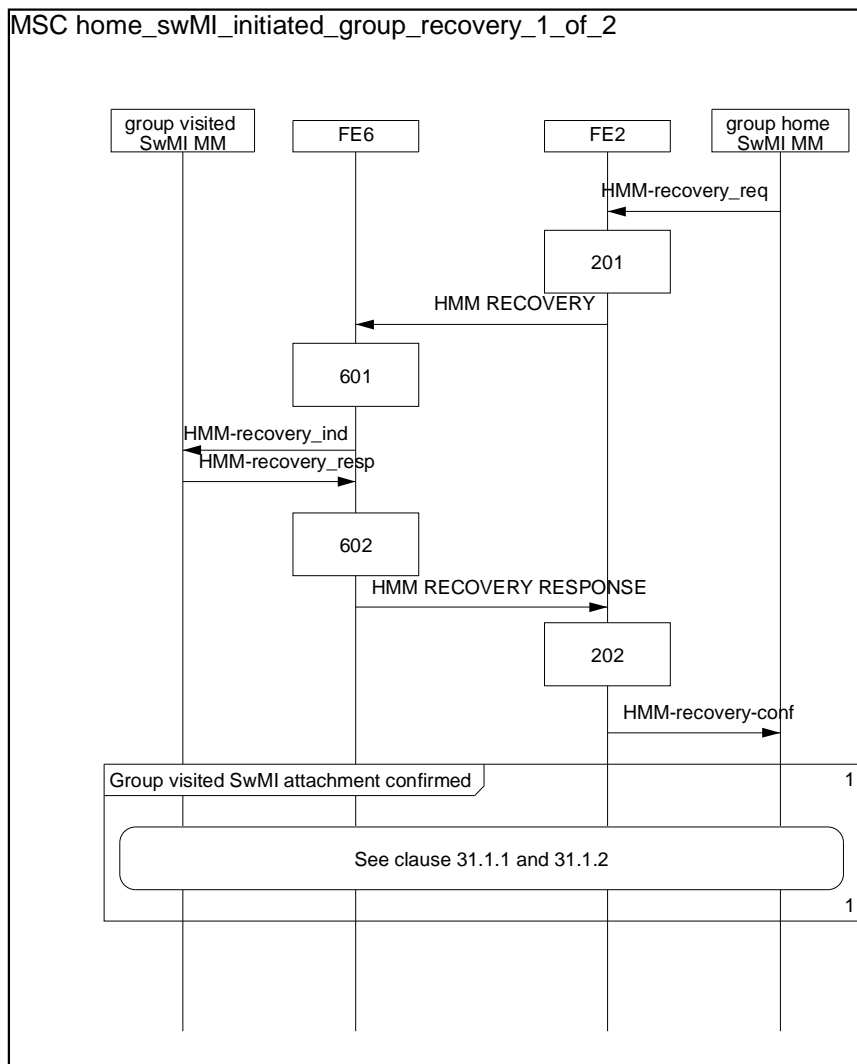 MSC home_swMI_initiated_group_recovery_1_of_2
group visited
SwMI MM
FE6
FE2
group home
SwMI MM
HMM-recovery_req
201
HMM RECOVERY
601
HMM-recovery_ind
HMM-recovery_resp
602
HMM RECOVERY RESPONSE
202
HMM-recovery-conf
Group visited SwMI attachment confirmed
1
See clause 31.1.1 and 31.1.2
1